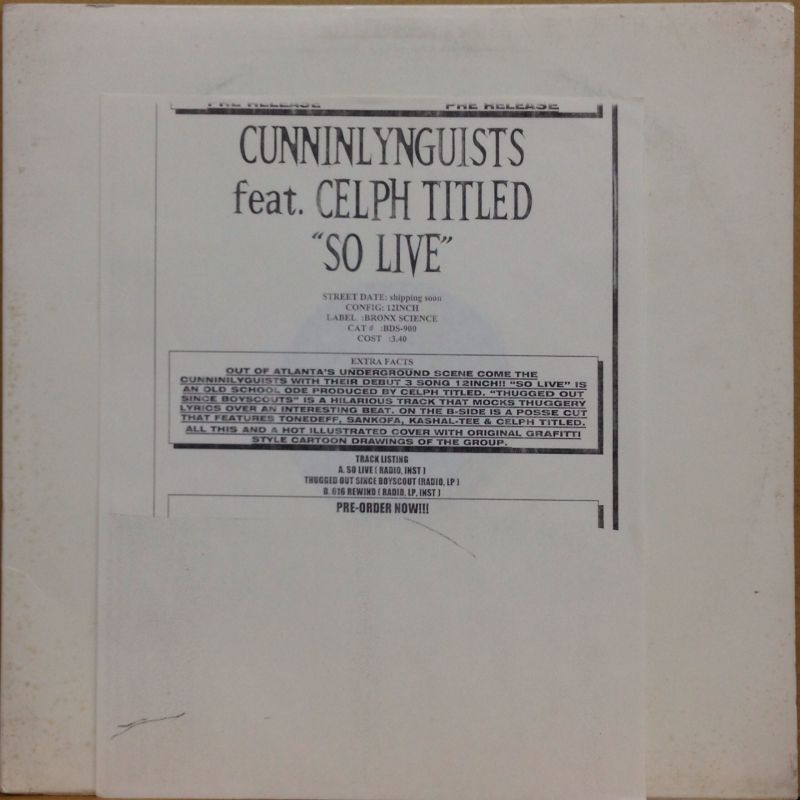 PRE RELEASE PRE RELEASE
CUNNINLYNGUISTS
feat. CELPH TITLED
"SO LIVE"
STREET DATE: shipping soon
CONFIG: 12INCH
LABEL :BRONX SCIENCE
CAT # :BDS-900
COST :3.40
EXTRA FACTS
OUT OF ATLANTA'S UNDERGROUND SCENE COME THE
CUNNINILYGUISTS WITH THEIR DEBUT 3 SONG 12INCH!! "SO LIVE" IS
AN OLD SCHOOL ODE PRODUCED BY CELPH TITLED. "THUGGED OUT
SINCE BOYSCOUTS" IS A HILARIOUS TRACK THAT MOCKS THUGGERY
LYRICS OVER AN INTERESTING BEAT. ON THE B-SIDE IS A POSSE CUT
THAT FEATURES TONEDEFF, SANKOFA, KASHAL-TEE & CELPH TITLED.
ALL THIS AND A HOT ILLUSTRATED COVER WITH ORIGINAL GRAFITTI
STYLE CARTOON DRAWINGS OF THE GROUP.
TRACK LISTING
A. SO LIVE ( RADIO, INST )
THUGGED OUT SINCE BOYSCOUT (RADIO, LP )
B. 616 REWIND ( RADIO, LP, INST )
PRE-ORDER NOW!!!